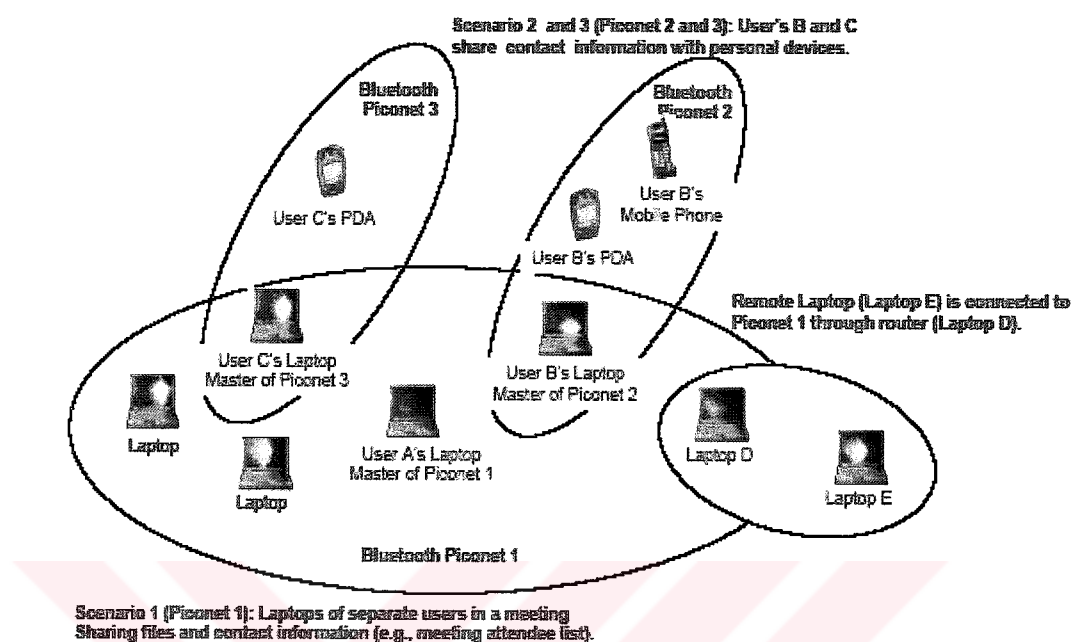 Scenario 2 and 3 (Piconet 2 and 3): User's B and C
share contact information with personal devices.
Bluetooth
Piconet 3
Bluetooth
Piconet 2
User C's PDA
User B's
Mobile Phone
User B's PDA
Remote Laptop (Laptop E) is connected to
Piconet 1 through router (Laptop D).
User C's Laptop
Master of Piconet 3
User B's Laptop
Master of Piconet 2
Laptop
User A's Laptop
Master of Piconet 1
Laptop D
Laptop
Laptop E
Bluetooth Piconet 1
Scenario 1 (Piconet 1): Laptops of separate users in a meeting
Sharing files and contact information (e.g., meeting attendee list).